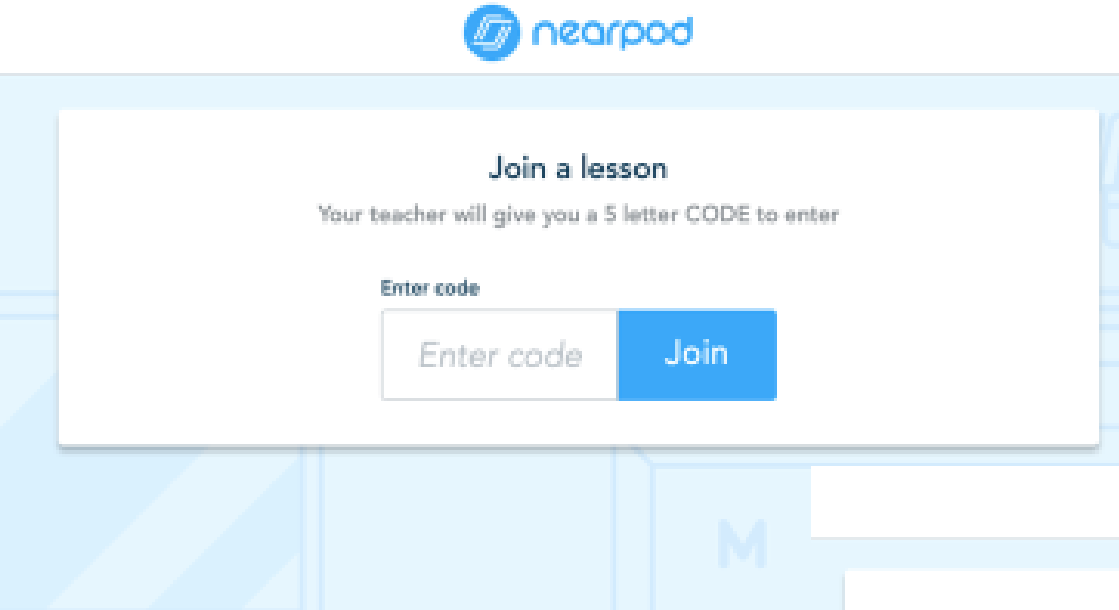 nearpod
Join a lesson
Your teacher will give you a 5 letter CODE to enter
Enter code
Enter code
Join
M